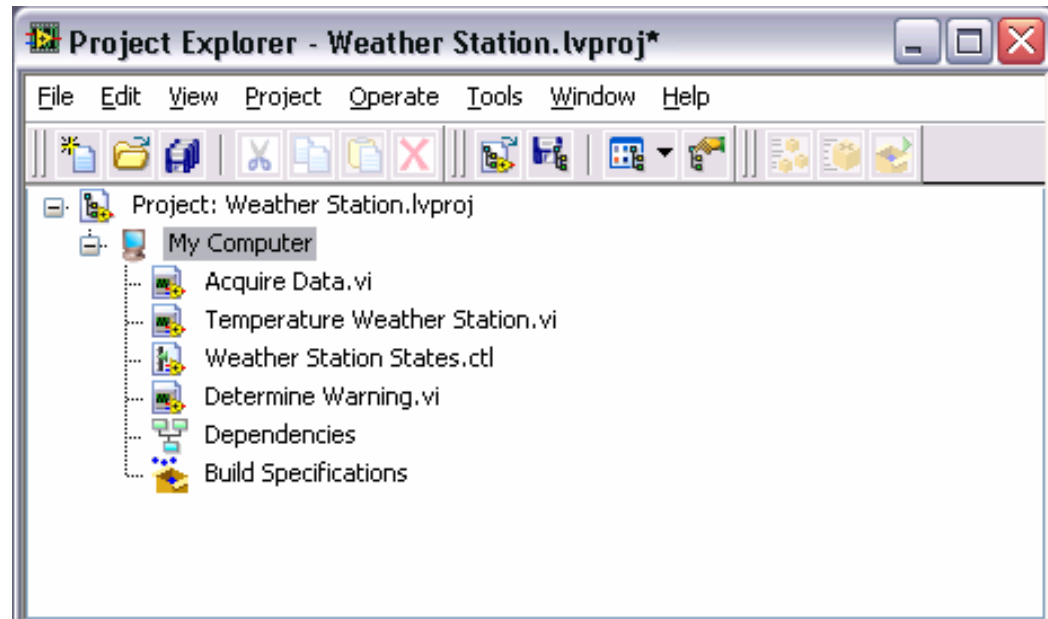 Project Explorer - Weather Station.lvproj*
File Edit View Project Operate Tools Window Help
Project: Weather Station.lvproj
My Computer
Acquire Data.vi
Temperature Weather Station.vi
Weather Station States.ctl
Determine Warning.vi
Dependencies
Build Specifications